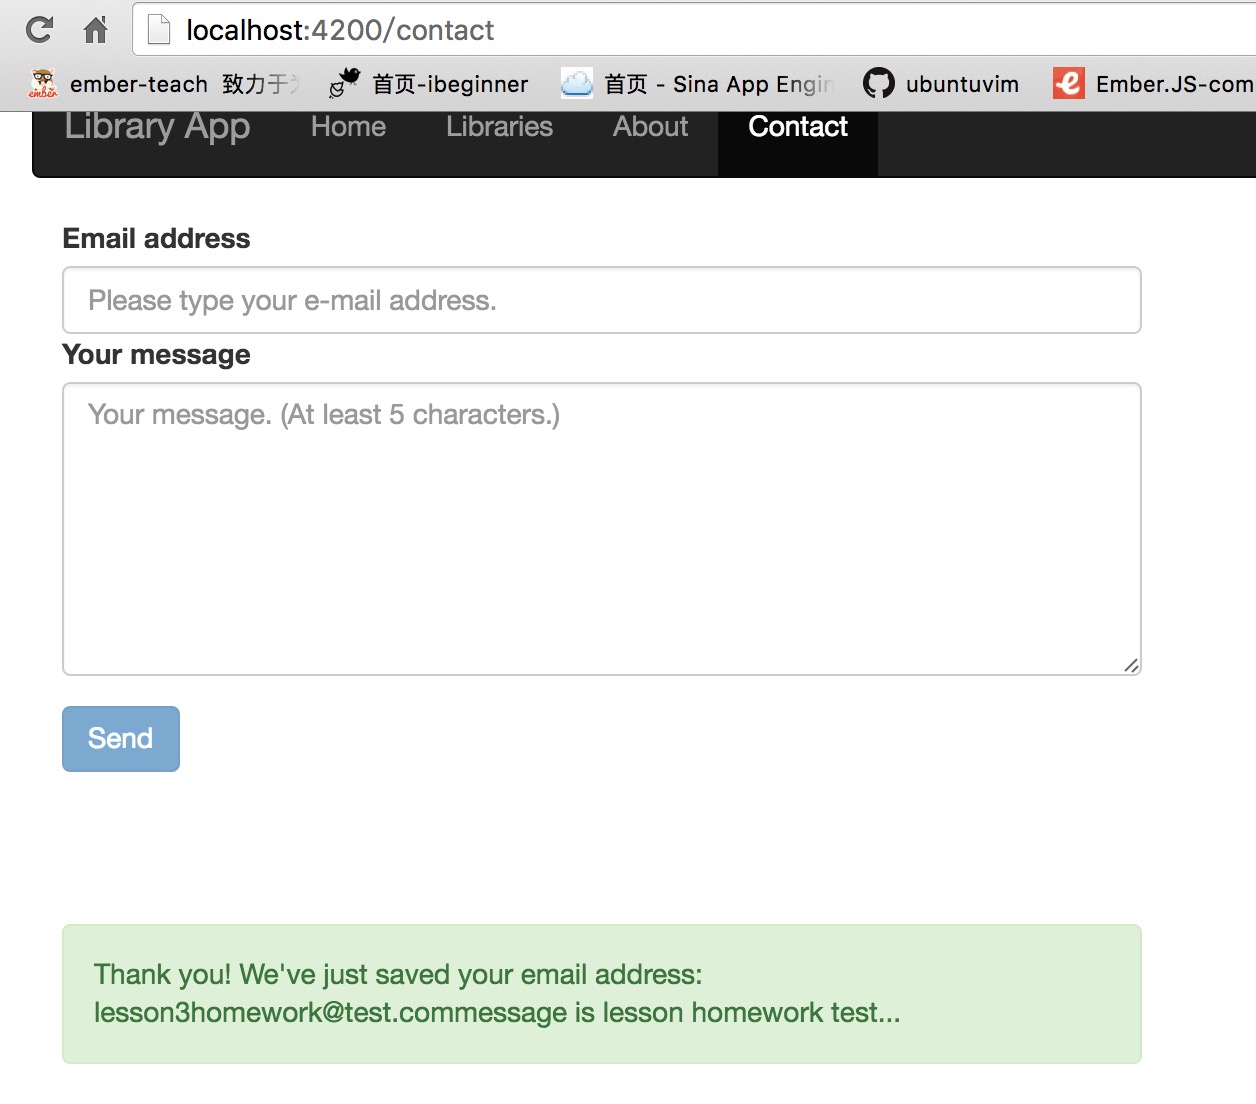 localhost:4200/contact
ember-teach 致力于 首页-ibeginner 首页 - Sina App Engin ubuntuvim Ember.JS-com
ember
Library App Home Libraries About Contact
Email address
Please type your e-mail address.
Your message
Your message. (At least 5 characters.)
Send
Thank you! We've just saved your email address:
lesson3homework@test.commessage is lesson homework test...